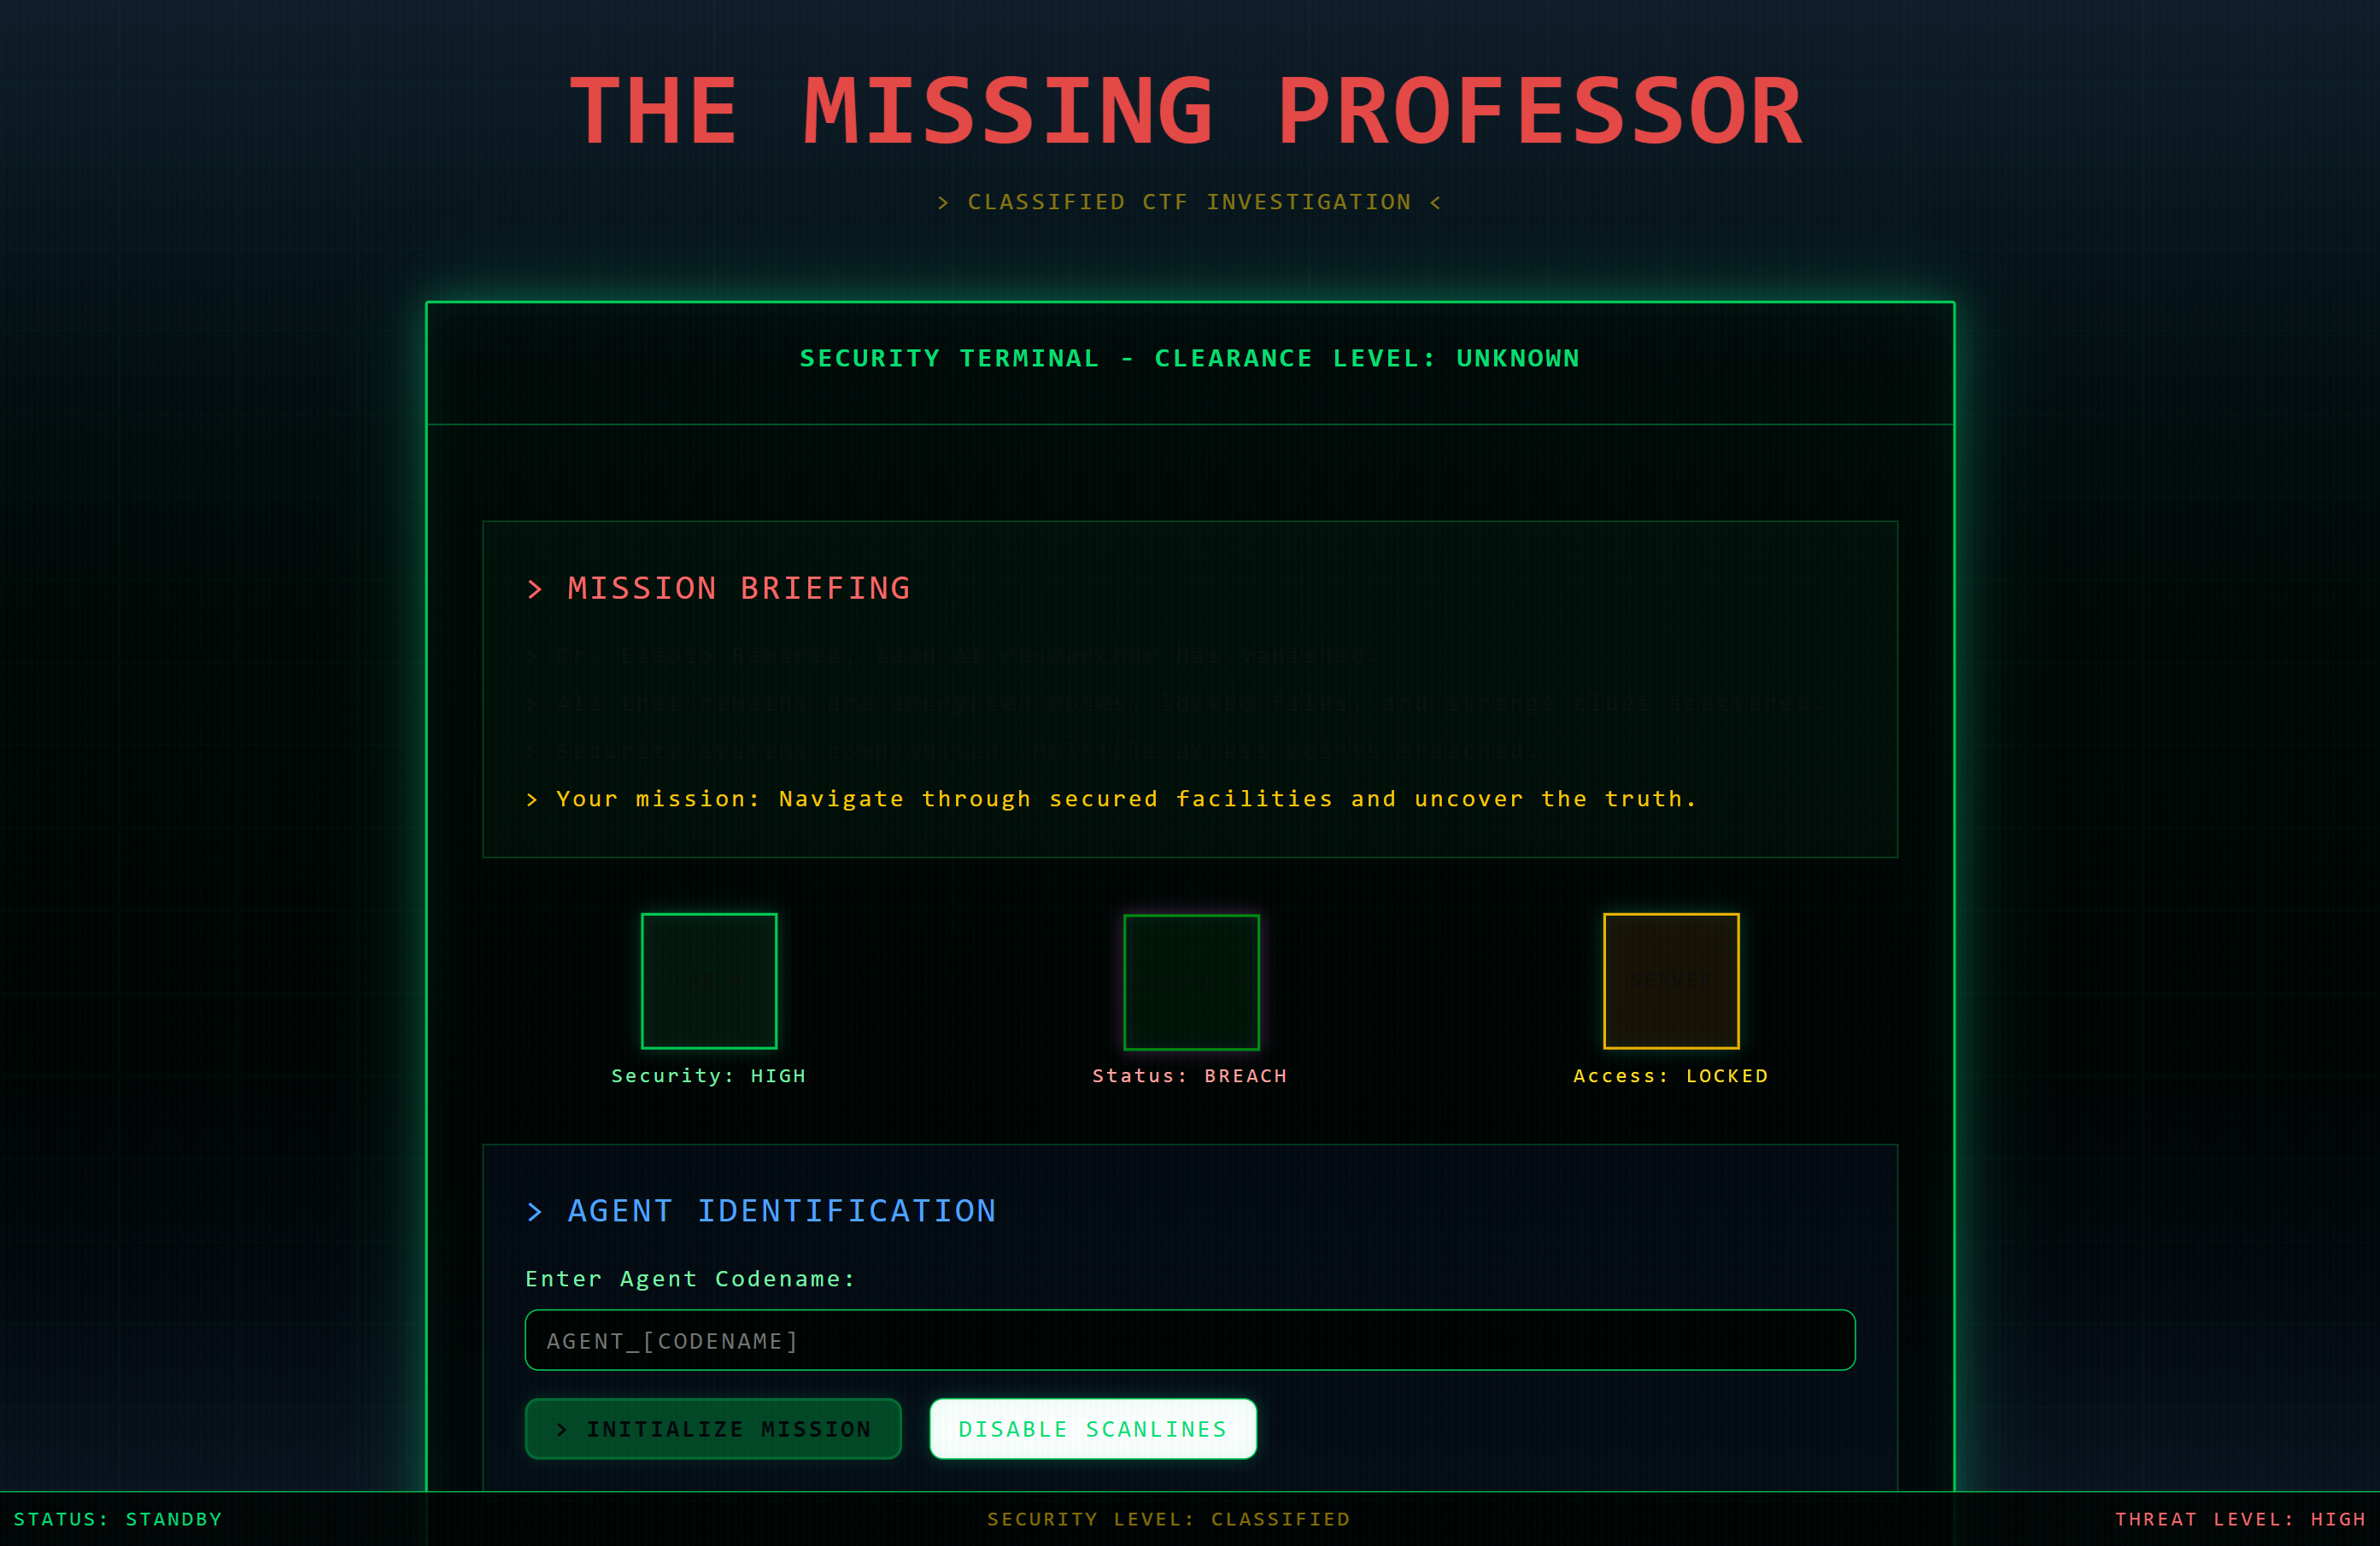 THE MISSING PROFESSOR
> CLASSIFIED CTF INVESTIGATION <
SECURITY TERMINAL - CLEARANCE LEVEL: UNKNOWN
> MISSION BRIEFING
> Dr. Eladio Ramirez, lead AI researcher has vanished.
> All that remains are encrypted notes, locked files, and strange clues scattered.
> Security systems compromised. Multiple access points breached.
> Your mission: Navigate through secured facilities and uncover the truth.
SERVER
Security: HIGH
Status: BREACH
Access: LOCKED
> AGENT IDENTIFICATION
Enter Agent Codename:
AGENT_[CODENAME]
> INITIALIZE MISSION
DISABLE SCANLINES
STATUS: STANDBY
SECURITY LEVEL: CLASSIFIED
THREAT LEVEL: HIGH